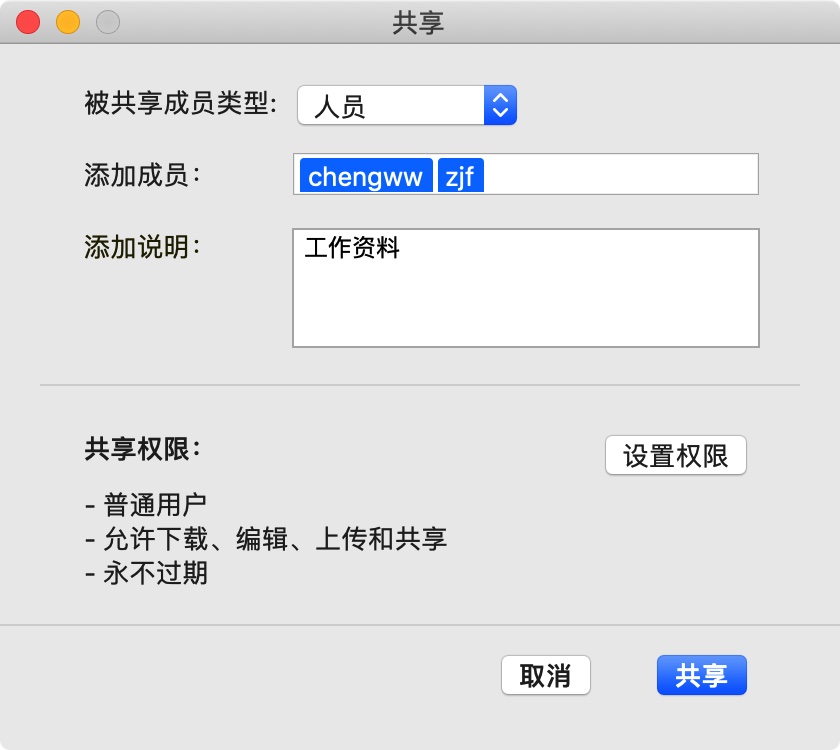 共享
被共享成员类型: 人员
添加成员： chengww zjf
添加说明： 工作资料
共享权限： 设置权限
- 普通用户
- 允许下载、编辑、上传和共享
- 永不过期
取消 共享